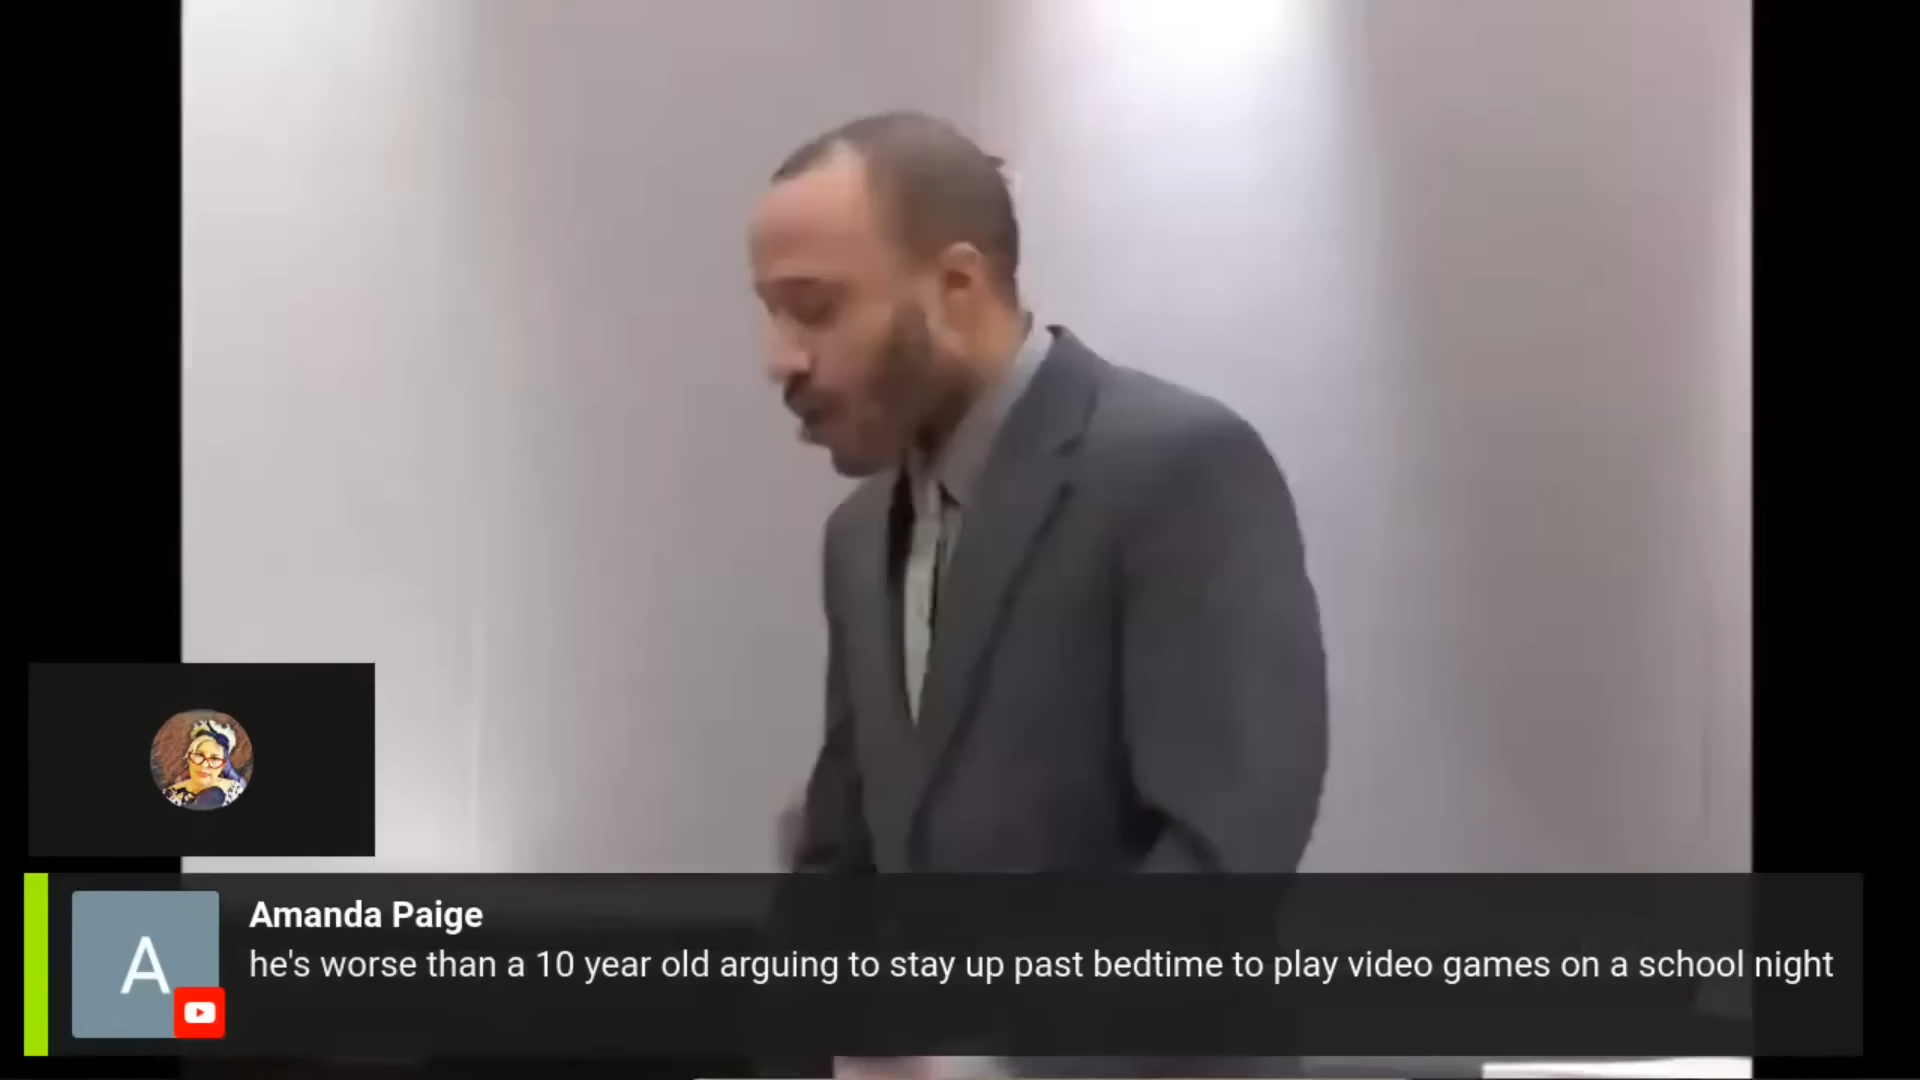 A
Amanda Paige
he's worse than a 10 year old arguing to stay up past bedtime to play video games on a school night